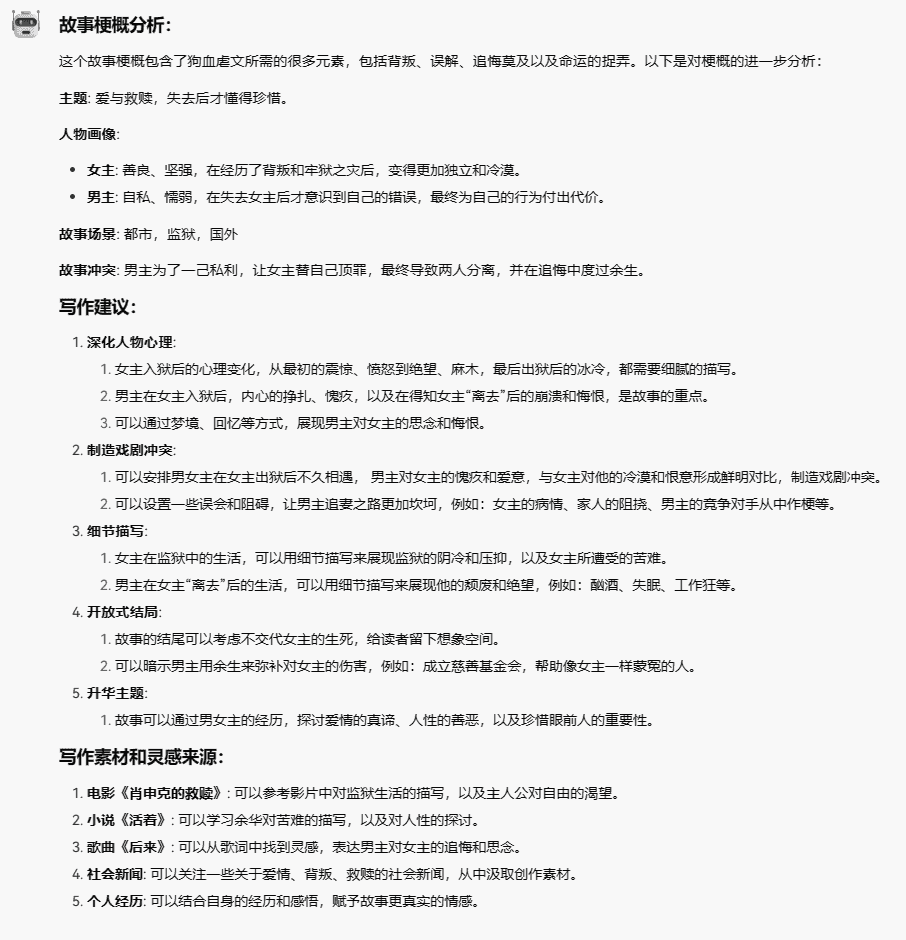 故事梗概分析：
这个故事梗概包含了狗血虐文所需的很多元素，包括背叛、误解、追悔莫及以及命运的捉弄。以下是对梗概的进一步分析：
主题: 爱与救赎，失去后才懂得珍惜。
人物画像:
• 女主: 善良、坚强，在经历了背叛和牢狱之灾后，变得更加独立和冷漠。
• 男主: 自私、懦弱，在失去女主后才意识到自己的错误，最终为自己的行为付出代价。
故事场景: 都市，监狱，国外
故事冲突: 男主为了一己私利，让女主替自己顶罪，最终导致两人分离，并在追悔中度过余生。
写作建议：
1. 深化人物心理:
1. 女主入狱后的心理变化，从最初的震惊、愤怒到绝望、麻木，最后出狱后的冰冷，都需要细腻的描写。
2. 男主在女主入狱后，内心的挣扎、愧疚，以及在得知女主“离去”后的崩溃和悔恨，是故事的重点。
3. 可以通过梦境、回忆等方式，展现男主对女主的思念和悔恨。
2. 制造戏剧冲突:
1. 可以安排男女主在女主出狱后不久相遇， 男主对女主的愧疚和爱意，与女主对他的冷漠和恨意形成鲜明对比，制造戏剧冲突。
2. 可以设置一些误会和阻碍，让男主追妻之路更加坎坷，例如：女主的病情、家人的阻挠、男主的竞争对手从中作梗等。
3. 细节描写:
1. 女主在监狱中的生活，可以用细节描写来展现监狱的阴冷和压抑，以及女主所遭受的苦难。
2. 男主在女主“离去”后的生活，可以用细节描写来展现他的颓废和绝望，例如：酗酒、失眠、工作狂等。
4. 开放式结局:
1. 故事的结尾可以考虑不交代女主的生死，给读者留下想象空间。
2. 可以暗示男主用余生来弥补对女主的伤害，例如：成立慈善基金会，帮助像女主一样蒙冤的人。
5. 升华主题:
1. 故事可以通过男女主的经历，探讨爱情的真谛、人性的善恶，以及珍惜眼前人的重要性。
写作素材和灵感来源：
1. 电影《肖申克的救赎》: 可以参考影片中对监狱生活的描写，以及主人公对自由的渴望。
2. 小说《活着》: 可以学习余华对苦难的描写，以及对人性的探讨。
3. 歌曲《后来》: 可以从歌词中找到灵感，表达男主对女主的追悔和思念。
4. 社会新闻: 可以关注一些关于爱情、背叛、救赎的社会新闻，从中汲取创作素材。
5. 个人经历: 可以结合自身的经历和感悟，赋予故事更真实的情感。